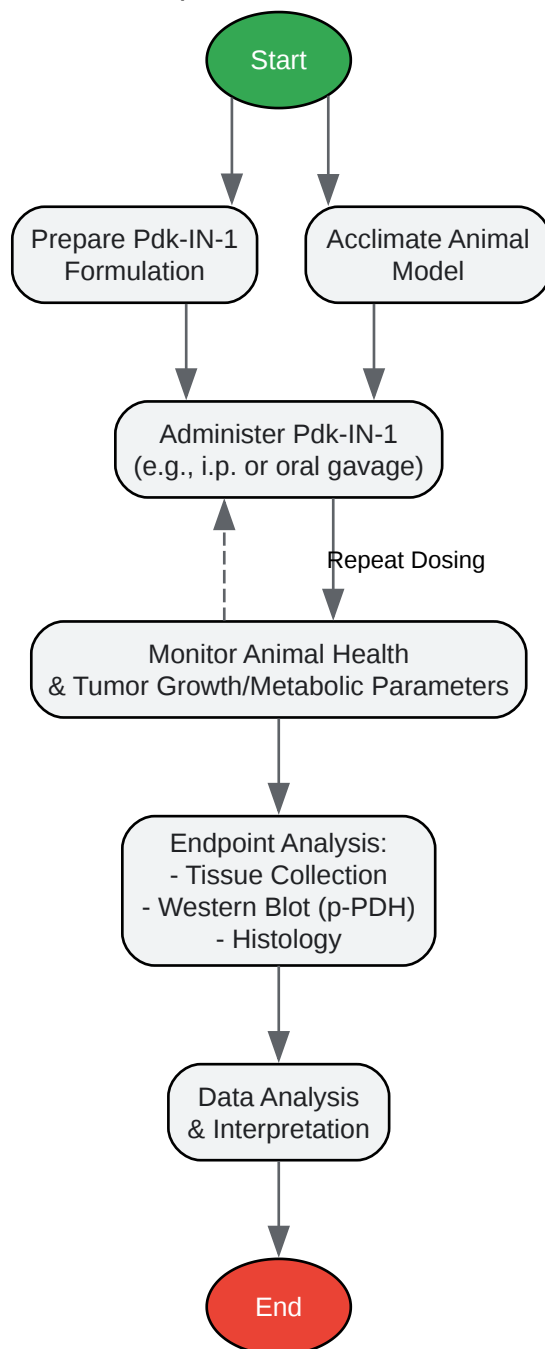 Start
Prepare Pdk-IN-1
Formulation
Acclimate Animal
Model
Administer Pdk-IN-1
(e.g., i.p. or oral gavage)
Repeat Dosing
Monitor Animal Health
& Tumor Growth/Metabolic Parameters
Endpoint Analysis:
- Tissue Collection
- Western Blot (p-PDH)
- Histology
Data Analysis
& Interpretation
End